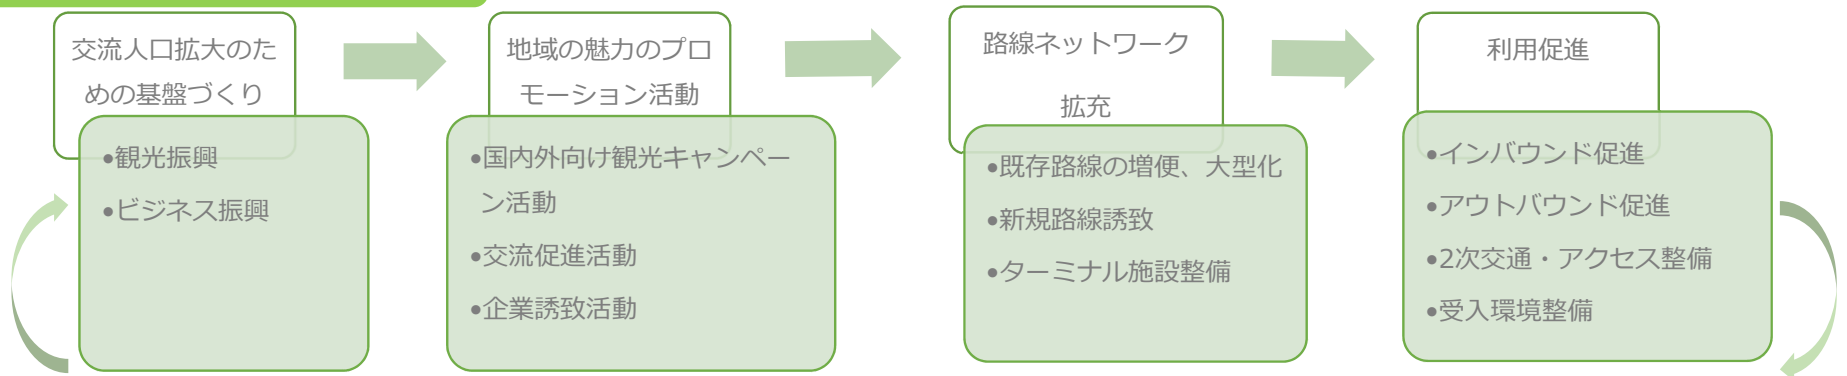 交流人口拡大のた
めの基盤づくり
•観光振興
•ビジネス振興
地域の魅力のプロ
モーション活動
•国内外向け観光キャンペー
ン活動
•交流促進活動
•企業誘致活動
路線ネットワーク
拡充
•既存路線の増便、大型化
•新規路線誘致
•ターミナル施設整備
利用促進
•インバウンド促進
•アウトバウンド促進
•2次交通・アクセス整備
•受入環境整備